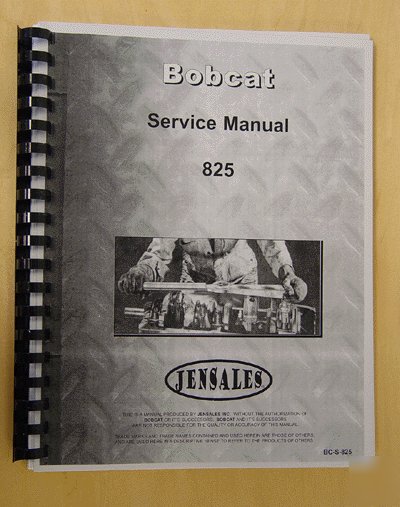 Bobcat
Service Manual
825
JENSALES
THIS IS A MANUAL PRODUCED BY JENSALES INC. WITHOUT THE AUTHORIZATION OF
BOBCAT OR IT'S SUCCESSORS. BOBCAT AND IT'S SUCCESSORS
ARE NOT RESPONSIBLE FOR THE QUALITY OR ACCURACY OF THIS MANUAL.
TRADE MARKS AND TRADE NAMES CONTAINED AND USED HEREIN ARE THOSE OF OTHERS,
AND ARE USED HERE IN A DESCRIPTIVE SENSE TO REFER TO THE PRODUCTS OF OTHERS.
BC-S-825